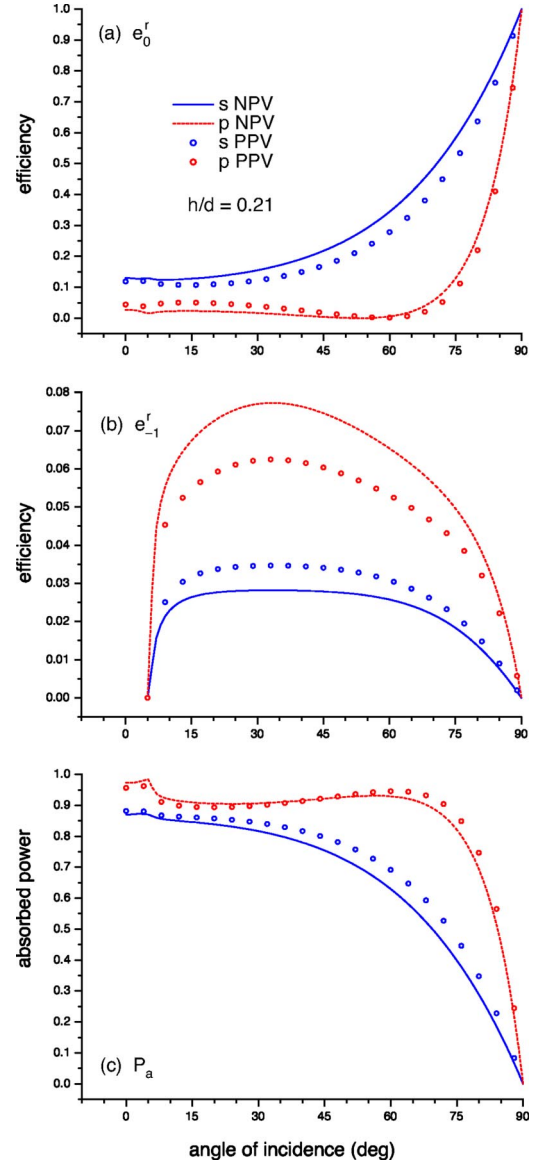 (a) e₀ʳ
1.0
0.9
0.8
0.7
0.6
0.5
0.4
0.3
0.2
0.1
0.0
efficiency
s NPV
p NPV
s PPV
p PPV
h/d = 0.21
0 15 30 45 60 75 90
(b) e₋₁ʳ
0.08
0.07
0.06
0.05
0.04
0.03
0.02
0.01
0.00
efficiency
0 15 30 45 60 75 90
1.0
0.9
0.8
0.7
0.6
0.5
0.4
0.3
0.2
0.1
0.0
absorbed power
(c) Pₐ
0 15 30 45 60 75 90
angle of incidence (deg)